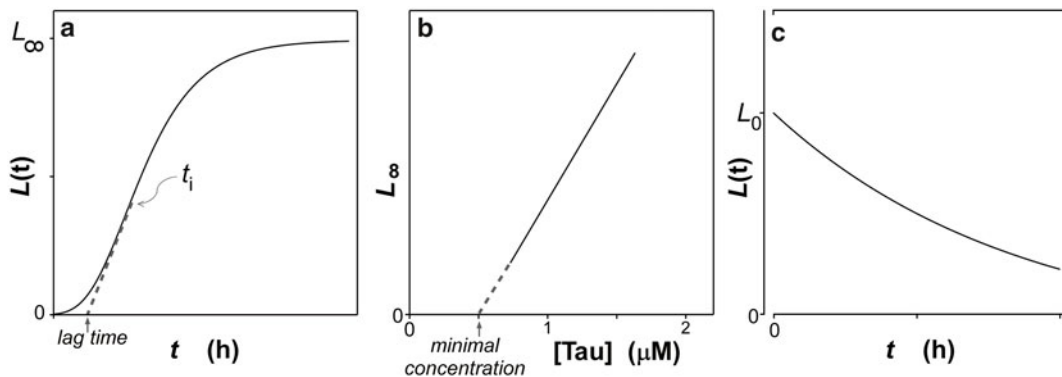 a
L∞
L(t)
0
tᵢ
lag time
t (h)
b
L∞
0
0
1
2
minimal
concentration
[Tau] (μM)
c
L₀
L(t)
0
0
t (h)